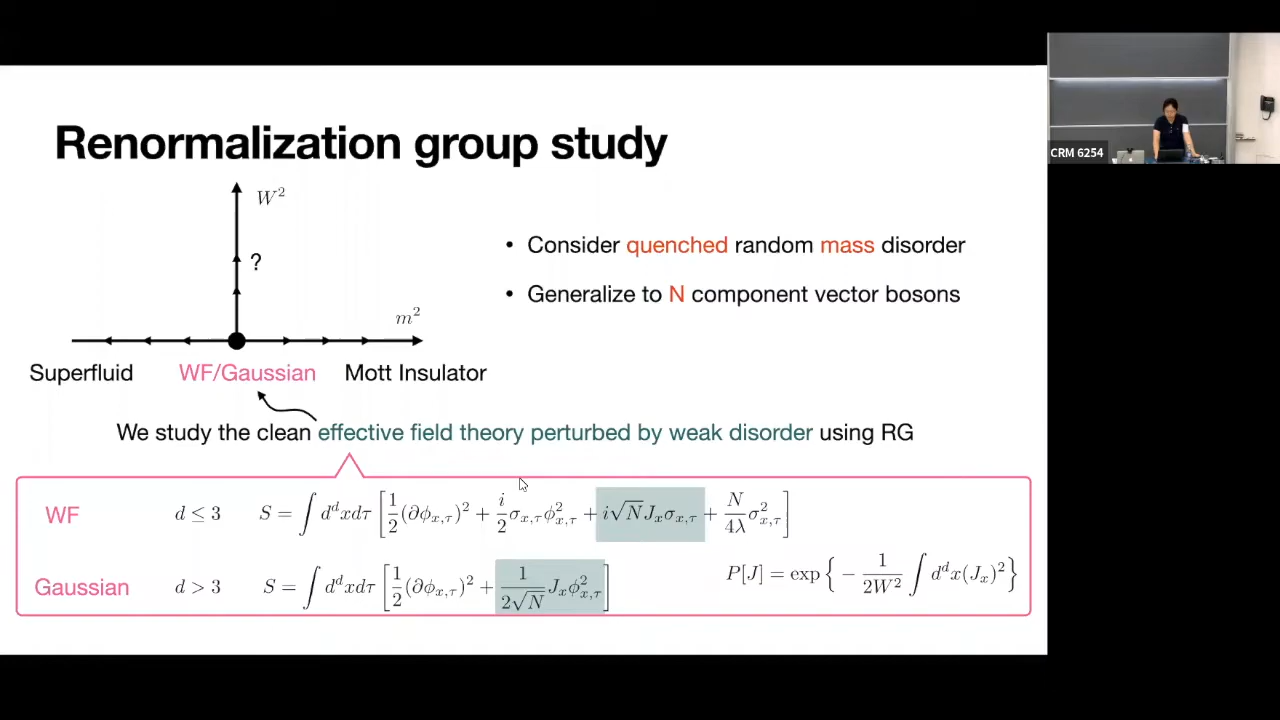 Renormalization group study
CRM 6254
W²
?
m²
Superfluid WF/Gaussian Mott Insulator
• Consider quenched random mass disorder
• Generalize to N component vector bosons
We study the clean effective field theory perturbed by weak disorder using RG
WF d ≤ 3 S = ∫ d^d x dτ [ 1/2 (∂φ_{x,τ})² + i/2 σ_{x,τ} φ²_{x,τ} + i√N J_x σ_{x,τ} + N/4λ σ²_{x,τ} ]
Gaussian d > 3 S = ∫ d^d x dτ [ 1/2 (∂φ_{x,τ})² + 1/(2√N) J_x φ²_{x,τ} ]
P[J] = exp { − 1/(2W²) ∫ d^d x (J_x)² }